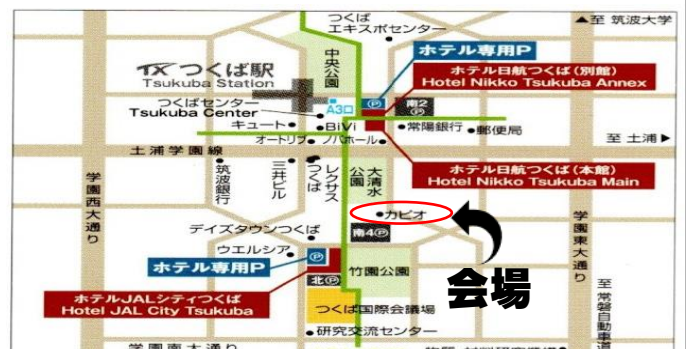 つくば
エキスポセンター
▲至 筑波大学
中央公園
ホテル専用P
TX つくば駅
Tsukuba Station
ホテル日航つくば(別館)
Hotel Nikko Tsukuba Annex
つくばセンター
Tsukuba Center
A3口
P
南2
P
キュート
BiVi
常陽銀行
郵便局
オートリブ
ノバホール
至 土浦▶
土浦学園線
ホテル日航つくば(本館)
Hotel Nikko Tsukuba Main
学園西大通り
筑波銀行
三井ビル
レクサス
つくば
大清水
公園
カピオ
学園東大通り
デイズタウンつくば
南4P
ウエルシア
会場
ホテル専用P
P
北P
竹園公園
至 常磐自動車道
ホテルJALシティつくば
Hotel JAL City Tsukuba
つくば国際会議場
研究交流センター
学園南大通り